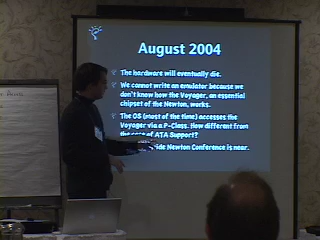 August 2004
The hardware will eventually die.
We cannot write an emulator because we
don't know how the Voyager, an essential
chipset of the Newton, works.
The OS (most of the time) accesses the
Voyager via a P-Class. How different from
the case of ATA Support?
ide Newton Conference is near.